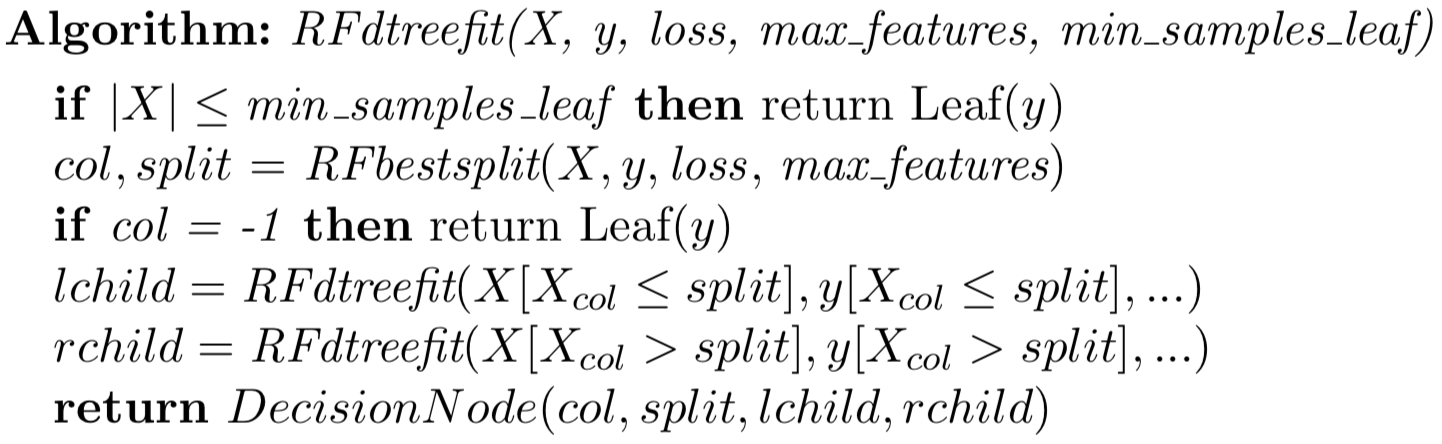 Algorithm: RFdtreefit(X, y, loss, max_features, min_samples_leaf)
if |X| ≤ min_samples_leaf then return Leaf(y)
col, split = RFbestsplit(X, y, loss, max_features)
if col = -1 then return Leaf(y)
lchild = RFdtreefit(X[X_col ≤ split], y[X_col ≤ split], ...)
rchild = RFdtreefit(X[X_col > split], y[X_col > split], ...)
return DecisionNode(col, split, lchild, rchild)